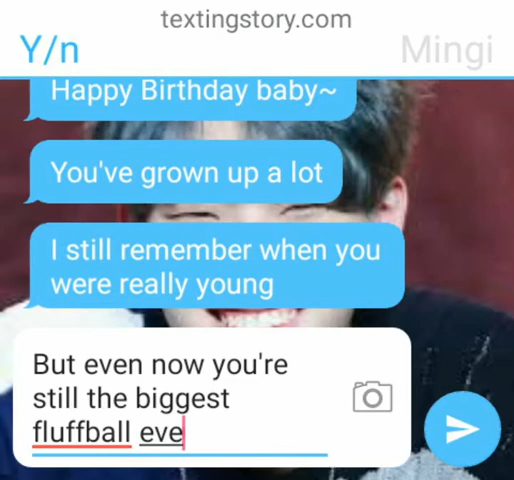 textingstory.com
Y/n
Mingi
Happy Birthday baby~
You've grown up a lot
I still remember when you
were really young
But even now you're
still the biggest
fluffball eve